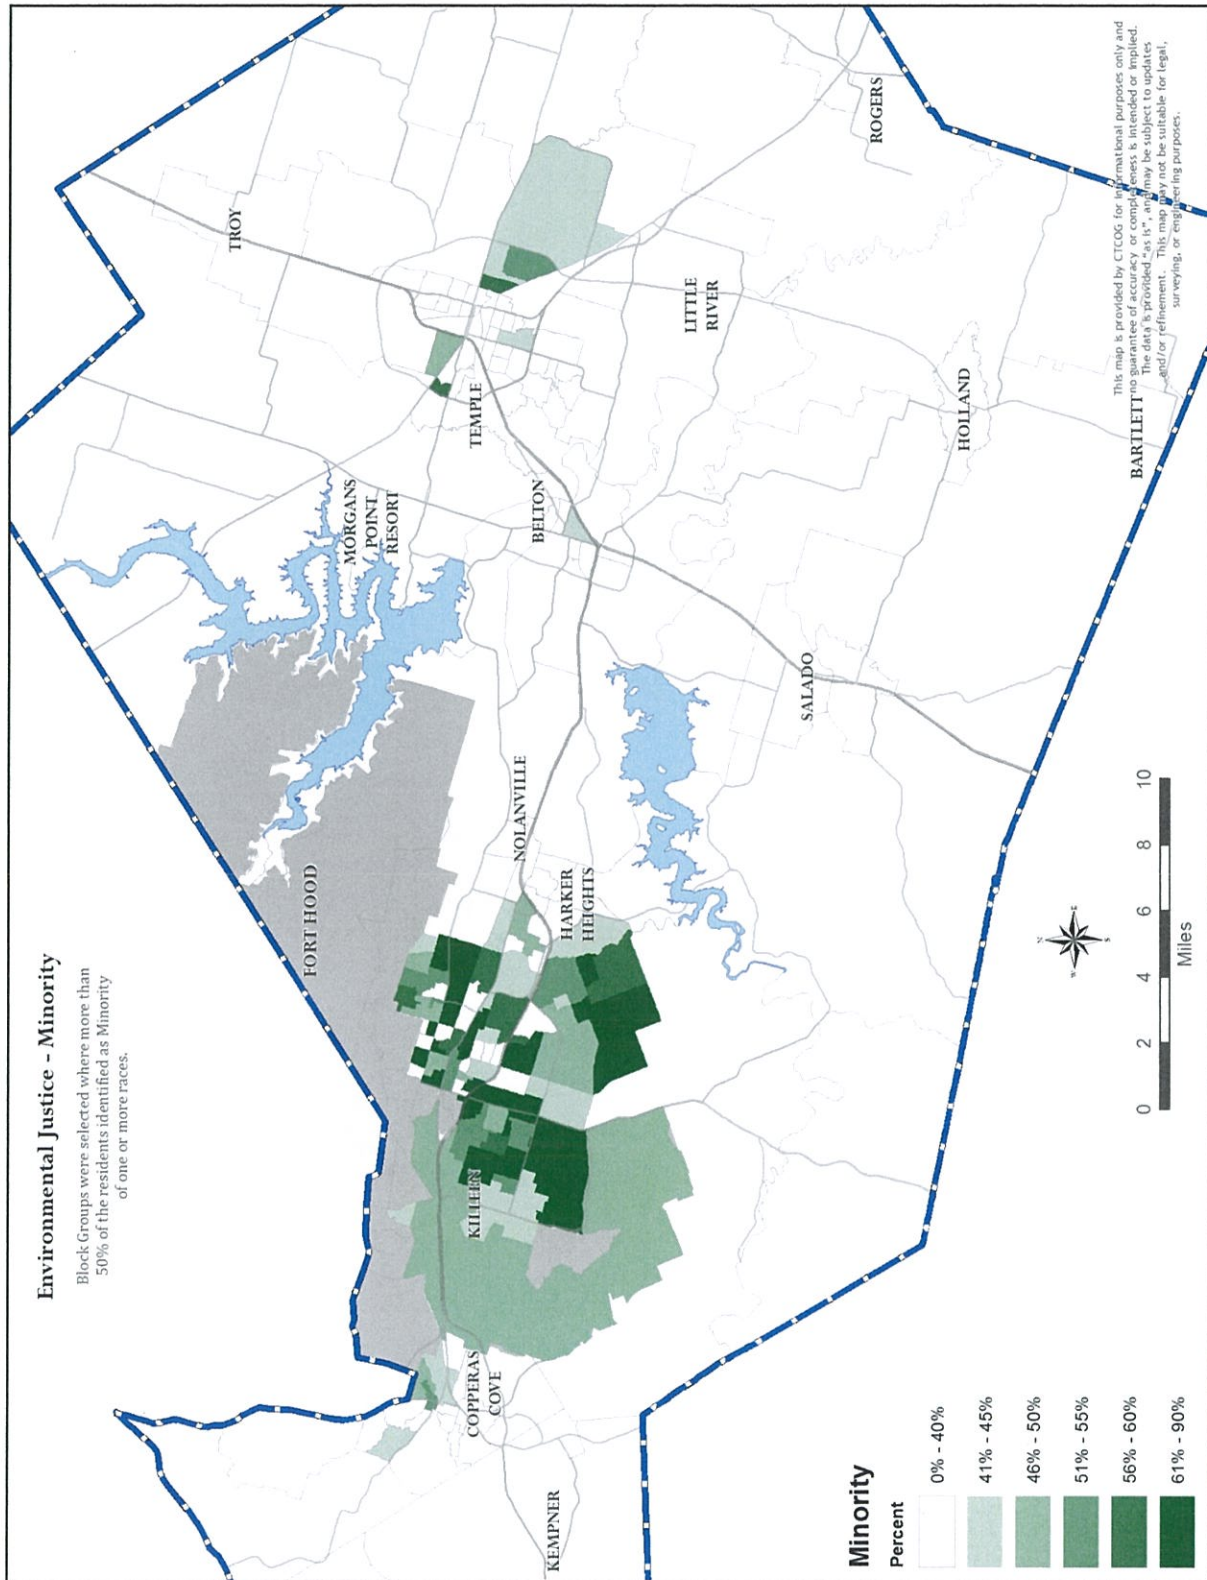 Environmental Justice - Minority
Block Groups were selected where more than
50% of the residents identified as Minority
of one or more races.
FORT HOOD
MORGANS
POINT
RESORT
TROY
TEMPLE
BELTON
LITTLE
RIVER
ROGERS
NOLANVILLE
HARKER
HEIGHTS
KILLEEN
COPPERAS
COVE
KEMPNER
SALADO
HOLLAND
BARTLETT
Minority
Percent
0% - 40%
41% - 45%
46% - 50%
51% - 55%
56% - 60%
61% - 90%
N
W
E
S
0 2 4 6 8 10
Miles
This map is provided by CTCOG for informational purposes only and
no guarantee of accuracy or completeness is intended or implied.
The data is provided "as is", and may be subject to updates
and/or refinement. This map may not be suitable for legal,
surveying, or engineering purposes.